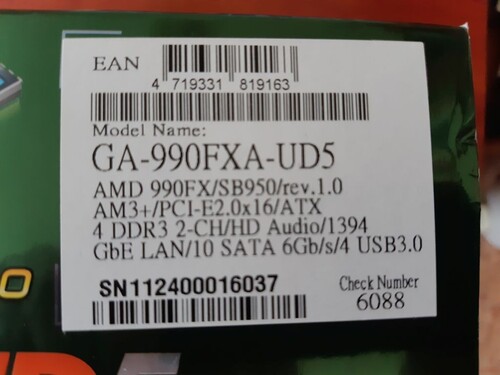 EAN
4 719331 819163
Model Name:
GA-990FXA-UD5
AMD 990FX/SB950/rev.1.0
AM3+/PCI-E2.0x16/ATX
4 DDR3 2-CH/HD Audio/1394
GbE LAN/10 SATA 6Gb/s/4 USB3.0
SN112400016037
Check Number
6088